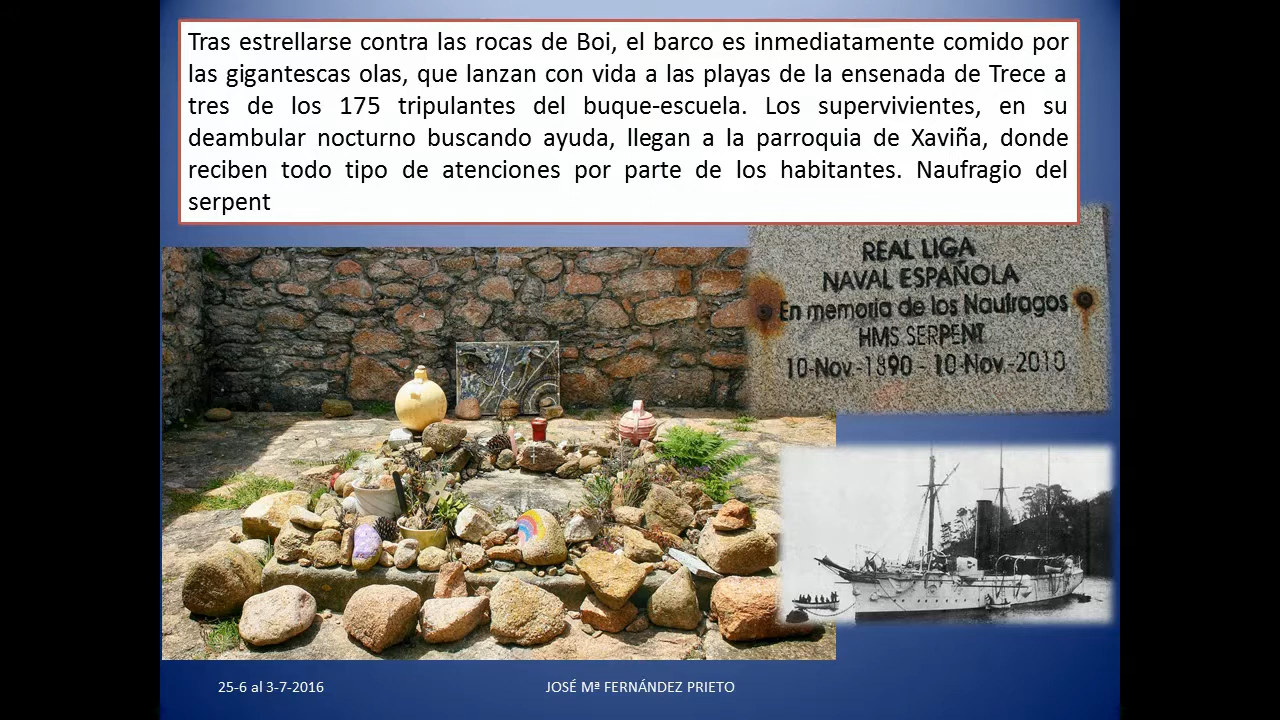 Tras estrellarse contra las rocas de Boi, el barco es inmediatamente comido por
las gigantescas olas, que lanzan con vida a las playas de la ensenada de Trece a
tres de los 175 tripulantes del buque-escuela. Los supervivientes, en su
deambular nocturno buscando ayuda, llegan a la parroquia de Xaviña, donde
reciben todo tipo de atenciones por parte de los habitantes. Naufragio del
serpent
REAL LIGA
NAVAL ESPAÑOLA
En memoria de los Naufragos
HMS SERPENT
10-Nov.-1890 - 10-Nov.-2010
25-6 al 3-7-2016
JOSÉ Mª FERNÁNDEZ PRIETO